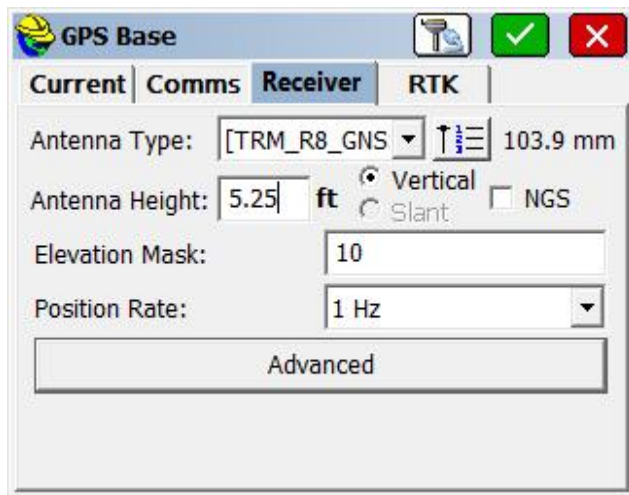 GPS Base
Current Comms Receiver RTK
Antenna Type: [TRM_R8_GNS 103.9 mm
Antenna Height: 5.25 ft Vertical Slant NGS
Elevation Mask: 10
Position Rate: 1 Hz
Advanced